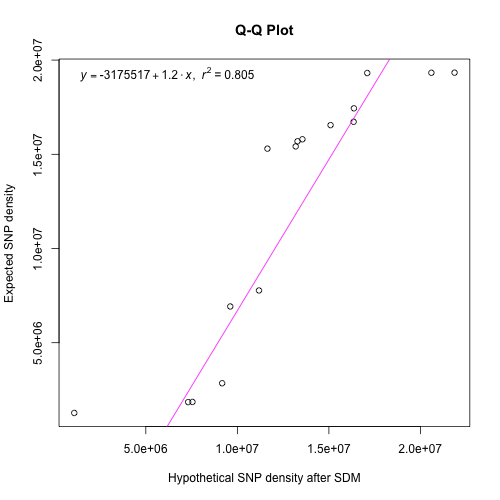 Q-Q Plot
y = -3175517 + 1.2 · x, r² = 0.805
2.0e+07
1.5e+07
1.0e+07
5.0e+06
Expected SNP density
5.0e+06 1.0e+07 1.5e+07 2.0e+07
Hypothetical SNP density after SDM